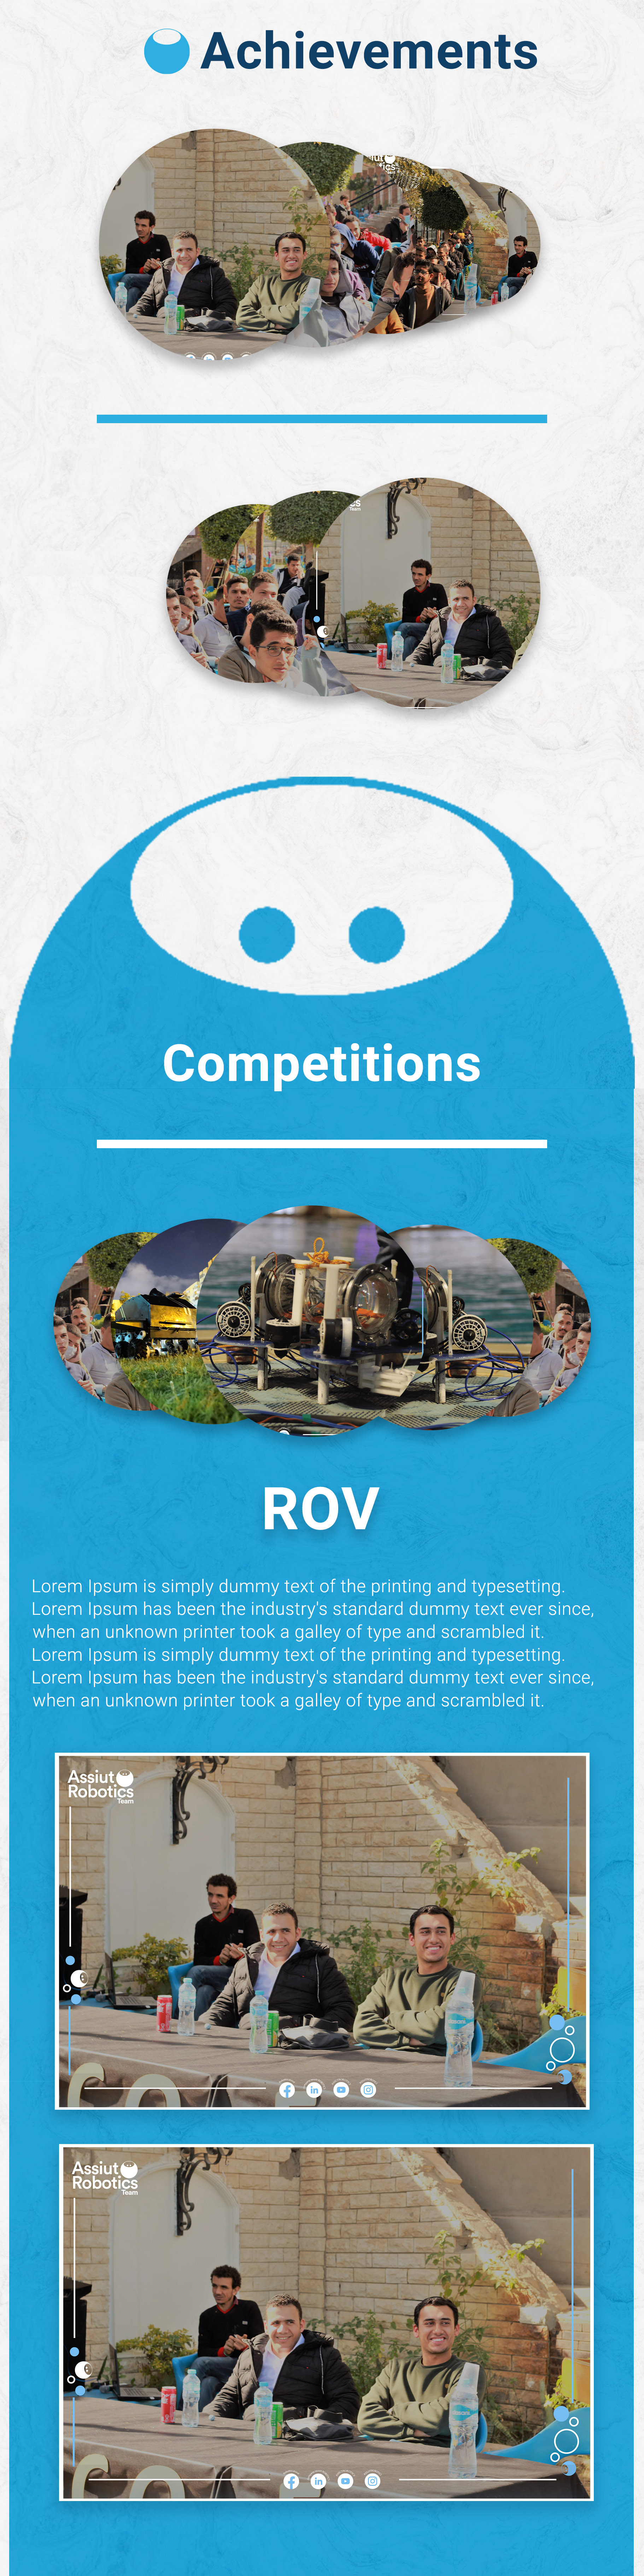 Achievements
Competitions
ROV
Lorem Ipsum is simply dummy text of the printing and typesetting.
Lorem Ipsum has been the industry's standard dummy text ever since,
when an unknown printer took a galley of type and scrambled it.
Lorem Ipsum is simply dummy text of the printing and typesetting.
Lorem Ipsum has been the industry's standard dummy text ever since,
when an unknown printer took a galley of type and scrambled it.
Assiut
Robotics
Team
Assiut
Robotics
Team